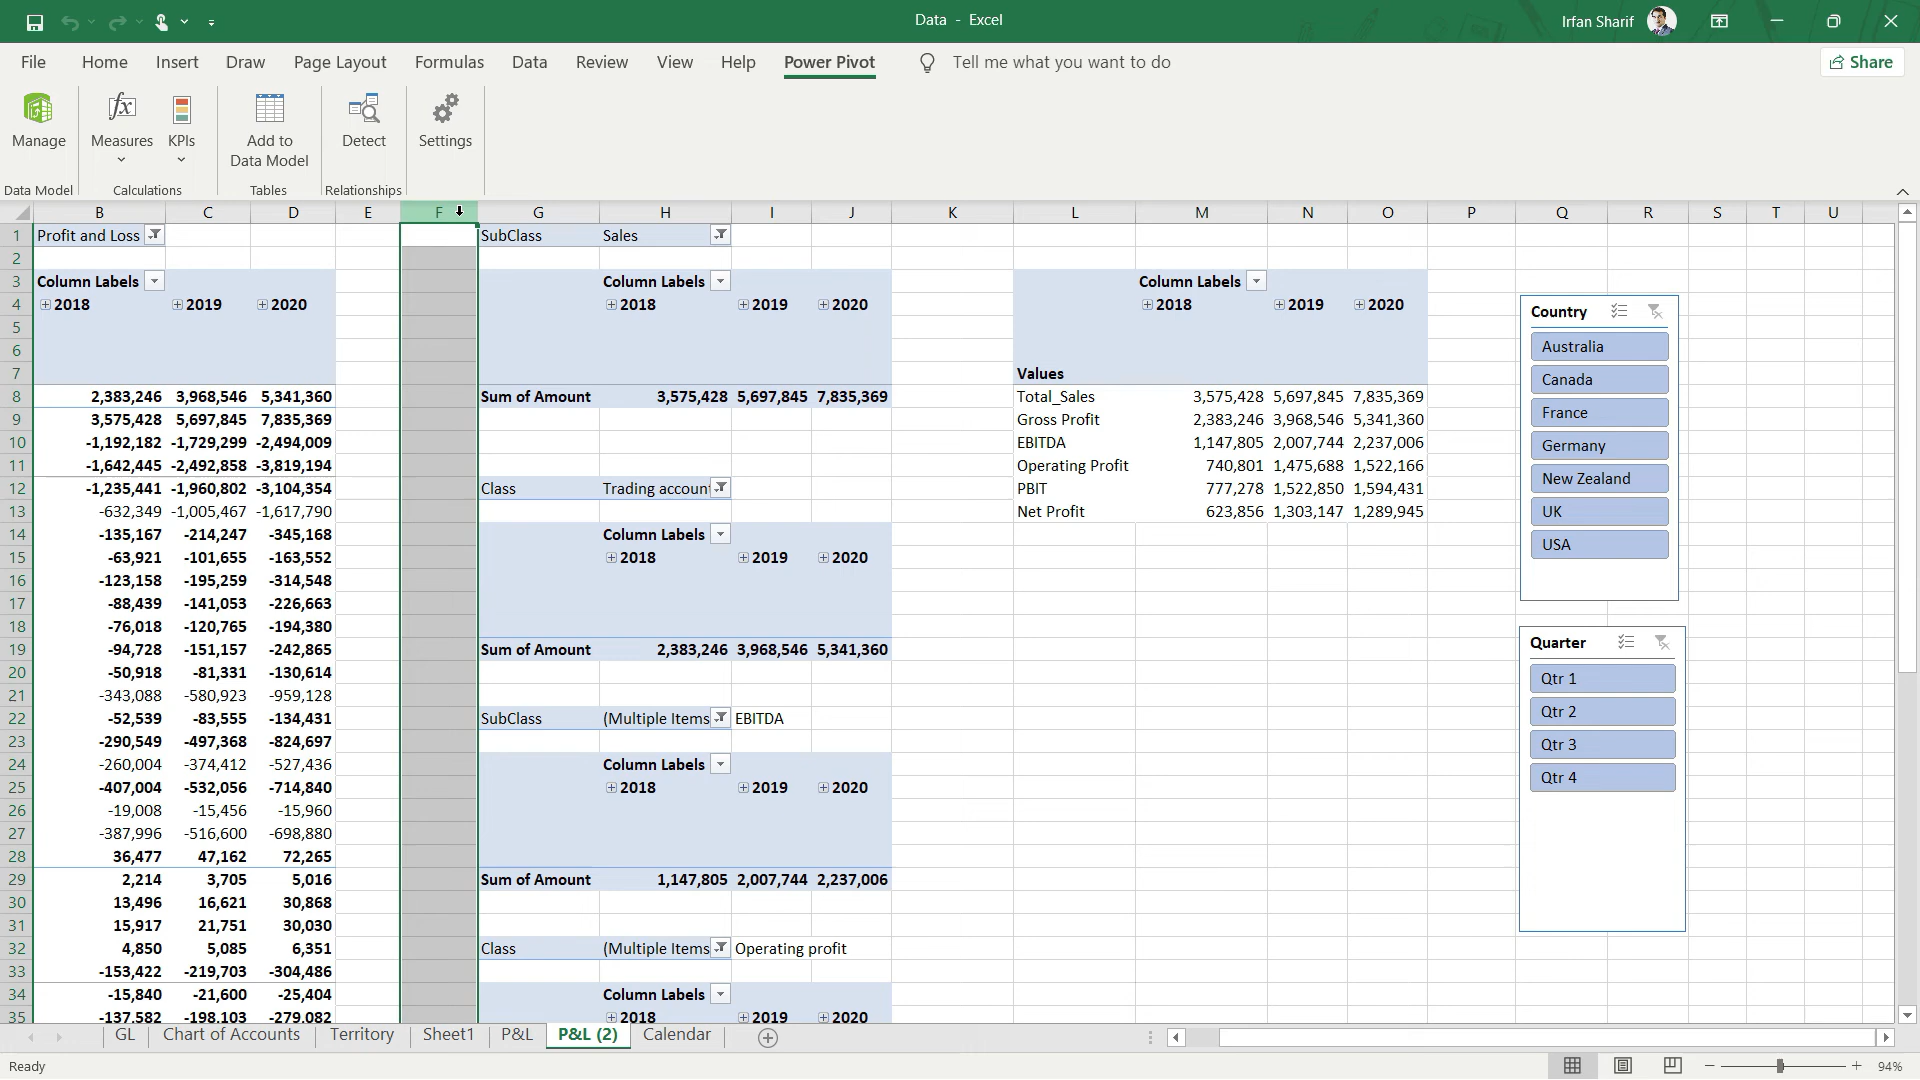 Data - Excel
Irfan Sharif
File Home Insert Draw Page Layout Formulas Data Review View Help Power Pivot Tell me what you want to do Share
Manage Measures KPIs Add to Detect Settings
Data Model
Data Model Calculations Tables Relationships
B C D E F G H I J K L M N O P Q R S T U
1 Profit and Loss SubClass Sales
2
3 Column Labels Column Labels Column Labels
4 2018 2019 2020 2018 2019 2020 2018 2019 2020
5
6
7 Values
8 2,383,246 3,968,546 5,341,360 Sum of Amount 3,575,428 5,697,845 7,835,369 Total_Sales 3,575,428 5,697,845 7,835,369
9 3,575,428 5,697,845 7,835,369 Gross Profit 2,383,246 3,968,546 5,341,360
10 -1,192,182 -1,729,299 -2,494,009 EBITDA 1,147,805 2,007,744 2,237,006
11 -1,642,445 -2,492,858 -3,819,194 Operating Profit 740,801 1,475,688 1,522,166
12 -1,235,441 -1,960,802 -3,104,354 Class Trading accoun PBIT 777,278 1,522,850 1,594,431
13 -632,349 -1,005,467 -1,617,790 Net Profit 623,856 1,303,147 1,289,945
14 -135,167 -214,247 -345,168 Column Labels
15 -63,921 -101,655 -163,552 2018 2019 2020
16 -123,158 -195,259 -314,548
17 -88,439 -141,053 -226,663
18 -76,018 -120,765 -194,380
19 -94,728 -151,157 -242,865 Sum of Amount 2,383,246 3,968,546 5,341,360
20 -50,918 -81,331 -130,614
21 -343,088 -580,923 -959,128
22 -52,539 -83,555 -134,431 SubClass (Multiple Items EBITDA
23 -290,549 -497,368 -824,697
24 -260,004 -374,412 -527,436 Column Labels
25 -407,004 -532,056 -714,840 2018 2019 2020
26 -19,008 -15,456 -15,960
27 -387,996 -516,600 -698,880
28 36,477 47,162 72,265
29 2,214 3,705 5,016 Sum of Amount 1,147,805 2,007,744 2,237,006
30 13,496 16,621 30,868
31 15,917 21,751 30,030
32 4,850 5,085 6,351 Class (Multiple Items Operating profit
33 -153,422 -219,703 -304,486
34 -15,840 -21,600 -25,404 Column Labels
35 -137,582 -198,103 -279,082 2018 2019 2020
Country
Australia
Canada
France
Germany
New Zealand
UK
USA
Quarter
Qtr 1
Qtr 2
Qtr 3
Qtr 4
GL Chart of Accounts Territory Sheet1 P&L P&L (2) Calendar
Ready 94%